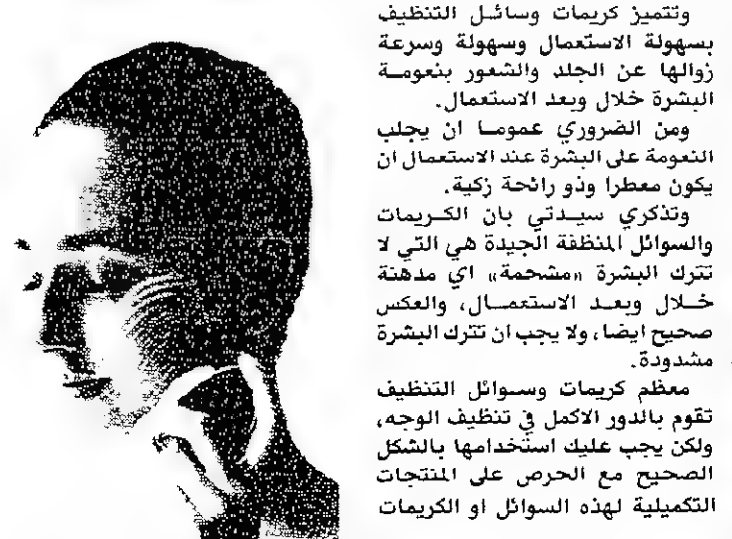 وتتميز كريمات وسائل التنظيف
بسهولة الاستعمال وسهولة وسرعة
زوالها عن الجلد والشعور بنعومة
البشرة خلال وبعد الاستعمال.
ومن الضروري عموما ان يجلب
النعومة على البشرة عند الاستعمال ان
يكون معطرا وذو رائحة زكية.
وتذكري سيدتي بان الكريمات
والسوائل المنظفة الجيدة هي التي لا
تترك البشرة «مشحمة» اي مدهنة
خلال وبعد الاستعمال، والعكس
صحيح ايضا، ولا يجب ان تترك البشرة
مشدودة.
معظم كريمات وسوائل التنظيف
تقوم بالدور الاكمل في تنظيف الوجه،
ولكن يجب عليك استخدامها بالشكل
الصحيح مع الحرص على المنتجات
التكميلية لهذه السوائل او الكريمات